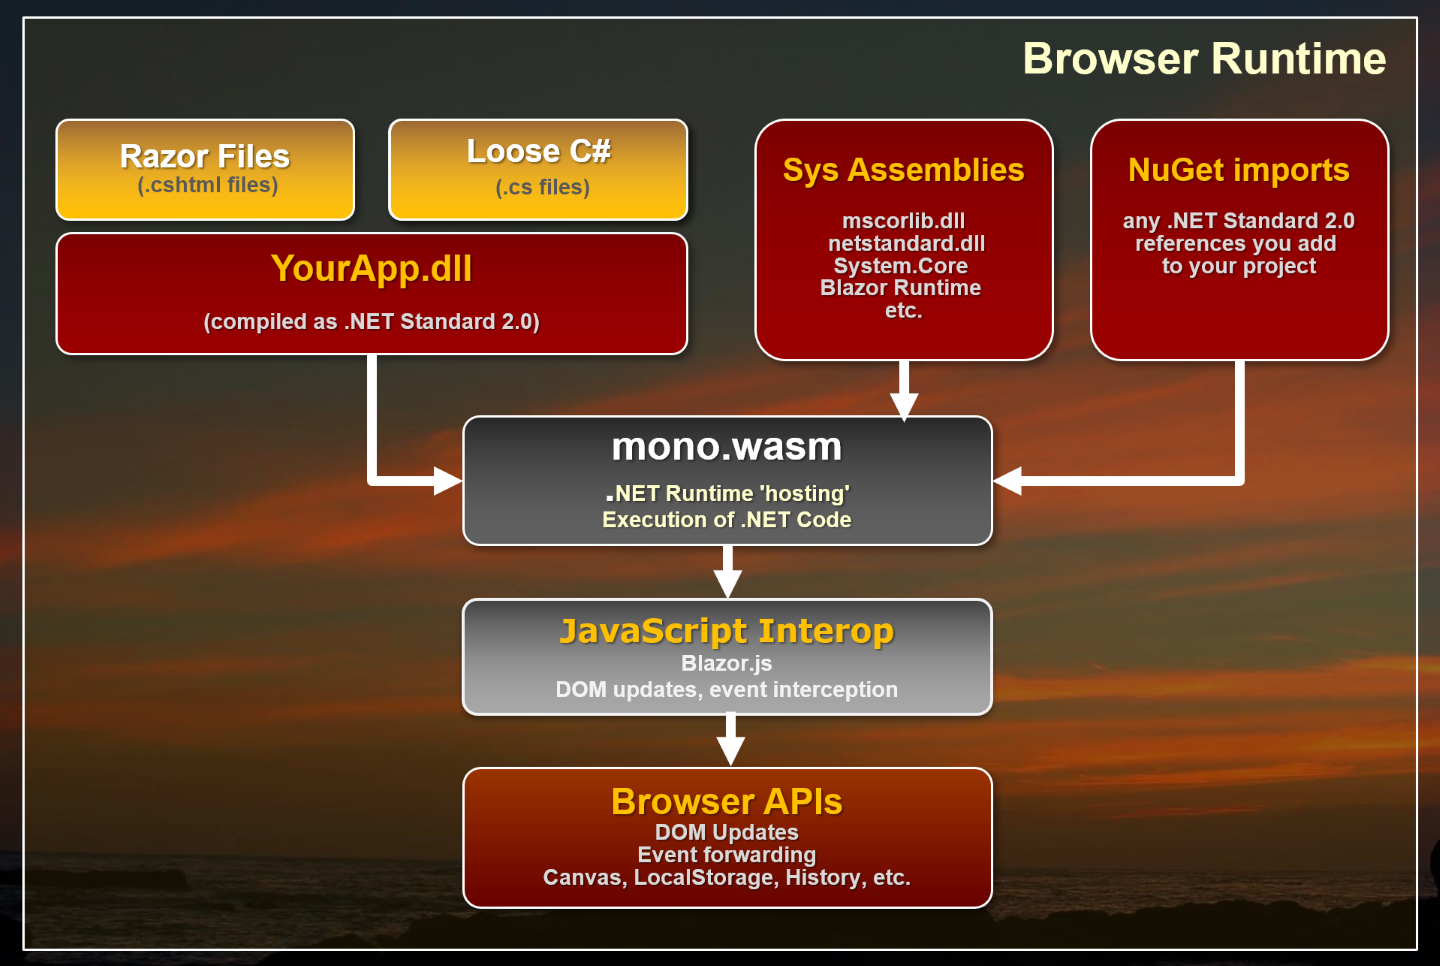 Browser Runtime
Razor Files
(.cshtml files)
Loose C#
(.cs files)
YourApp.dll
(compiled as .NET Standard 2.0)
Sys Assemblies
mscorlib.dll
netstandard.dll
System.Core
Blazor Runtime
etc.
NuGet imports
any .NET Standard 2.0
references you add
to your project
mono.wasm
.NET Runtime 'hosting'
Execution of .NET Code
JavaScript Interop
Blazor.js
DOM updates, event interception
Browser APIs
DOM Updates
Event forwarding
Canvas, LocalStorage, History, etc.